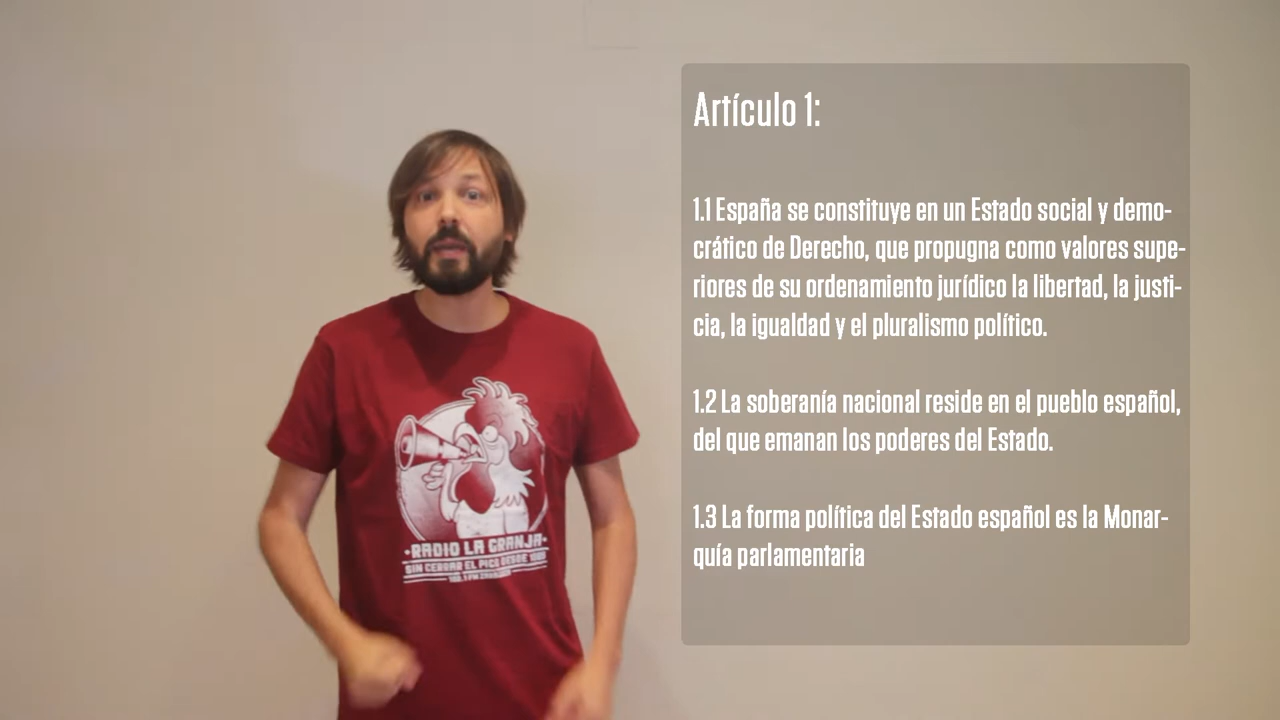 Artículo 1:
1.1 España se constituye en un Estado social y demo-
crático de Derecho, que propugna como valores supe-
riores de su ordenamiento jurídico la libertad, la justi-
cia, la igualdad y el pluralismo político.
1.2 La soberanía nacional reside en el pueblo español,
del que emanan los poderes del Estado.
1.3 La forma política del Estado español es la Monar-
quía parlamentaria
·RADIO LA GRANJA·
SIN CERRAR EL PICO DESDE